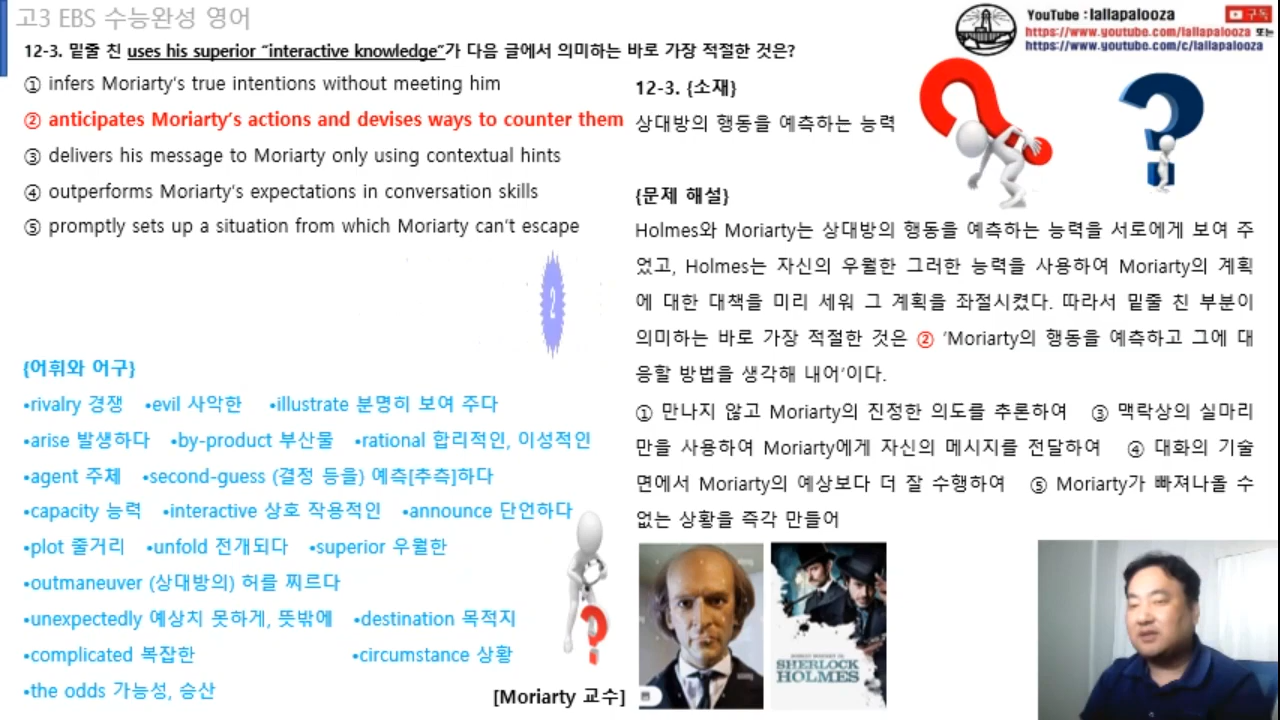 고3 EBS 수능완성 영어
YouTube : lallapalooza
구독
https://www.youtube.com/lallapalooza 또는
https://www.youtube.com/c/lallapalooza
12-3. 밑줄 친 uses his superior “interactive knowledge”가 다음 글에서 의미하는 바로 가장 적절한 것은?
① infers Moriarty’s true intentions without meeting him
② anticipates Moriarty’s actions and devises ways to counter them
③ delivers his message to Moriarty only using contextual hints
④ outperforms Moriarty’s expectations in conversation skills
⑤ promptly sets up a situation from which Moriarty can’t escape
2
{어휘와 어구}
•rivalry 경쟁 •evil 사악한 •illustrate 분명히 보여 주다
•arise 발생하다 •by-product 부산물 •rational 합리적인, 이성적인
•agent 주체 •second-guess (결정 등을) 예측[추측]하다
•capacity 능력 •interactive 상호 작용적인 •announce 단언하다
•plot 줄거리 •unfold 전개되다 •superior 우월한
•outmaneuver (상대방의) 허를 찌르다
•unexpectedly 예상치 못하게, 뜻밖에 •destination 목적지
•complicated 복잡한 •circumstance 상황
•the odds 가능성, 승산
[Moriarty 교수]
12-3. {소재}
상대방의 행동을 예측하는 능력
{문제 해설}
Holmes와 Moriarty는 상대방의 행동을 예측하는 능력을 서로에게 보여 주
었고, Holmes는 자신의 우월한 그러한 능력을 사용하여 Moriarty의 계획
에 대한 대책을 미리 세워 그 계획을 좌절시켰다. 따라서 밑줄 친 부분이
의미하는 바로 가장 적절한 것은 ② ‘Moriarty의 행동을 예측하고 그에 대
응할 방법을 생각해 내어’이다.
① 만나지 않고 Moriarty의 진정한 의도를 추론하여 ③ 맥락상의 실마리
만을 사용하여 Moriarty에게 자신의 메시지를 전달하여 ④ 대화의 기술
면에서 Moriarty의 예상보다 더 잘 수행하여 ⑤ Moriarty가 빠져나올 수
없는 상황을 즉각 만들어
SHERLOCK
HOLMES